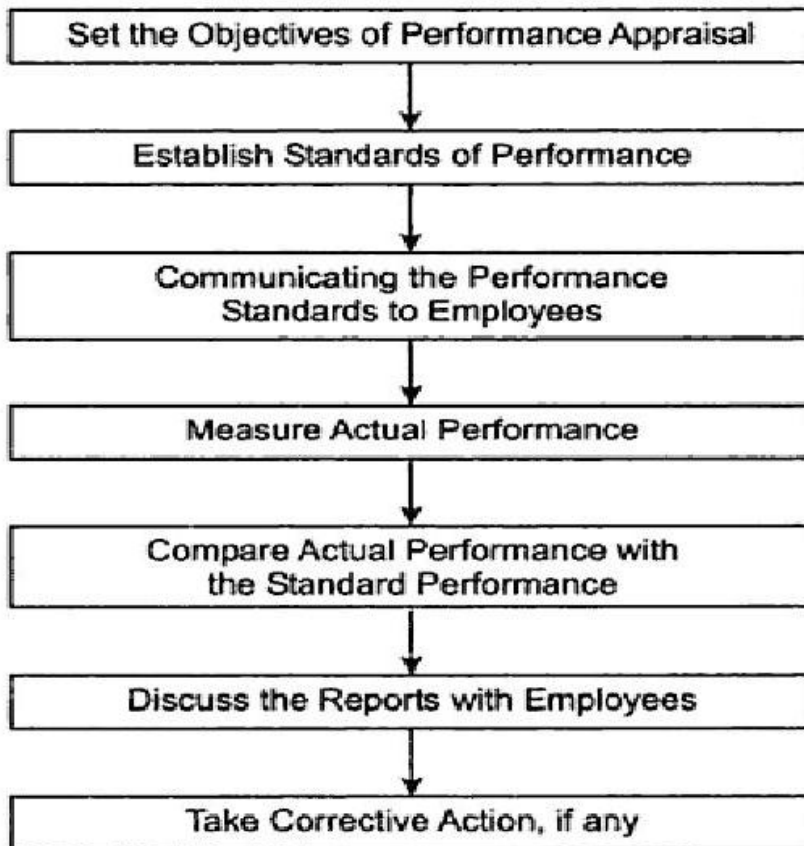 Set the Objectives of Performance Appraisal
Establish Standards of Performance
Communicating the Performance
Standards to Employees
Measure Actual Performance
Compare Actual Performance with
the Standard Performance
Discuss the Reports with Employees
Take Corrective Action, if any